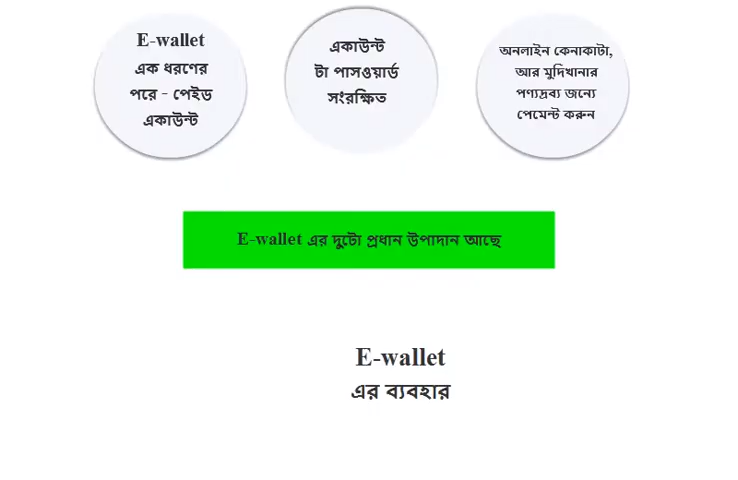 E-wallet
এক ধরণের
পরে - পেইড
একাউন্ট
একাউন্ট
টা পাসওয়ার্ড
সংরক্ষিত
অনলাইন কেনাকাটা,
আর মুদিখানার
পণ্যদ্রব্য জন্যে
পেমেন্ট করুন
E-wallet এর দুটো প্রধান উপাদান আছে
E-wallet
এর ব্যবহার